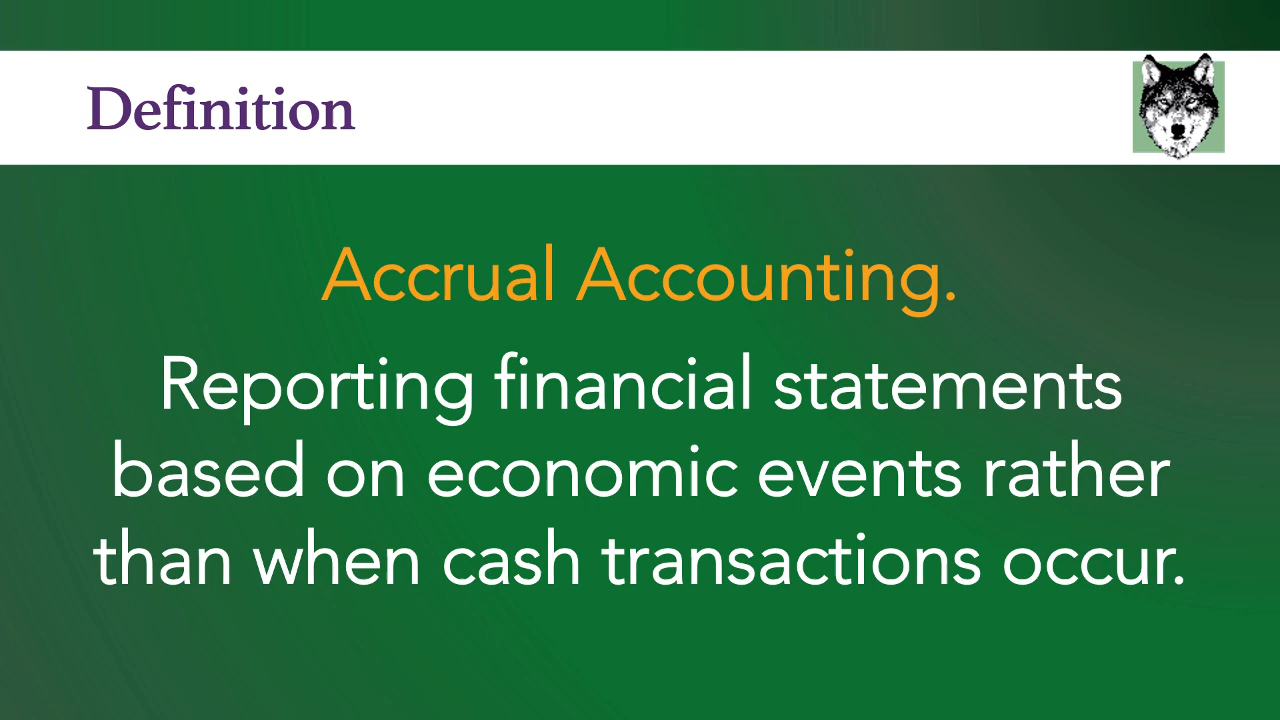 Definition
Accrual Accounting.
Reporting financial statements
based on economic events rather
than when cash transactions occur.